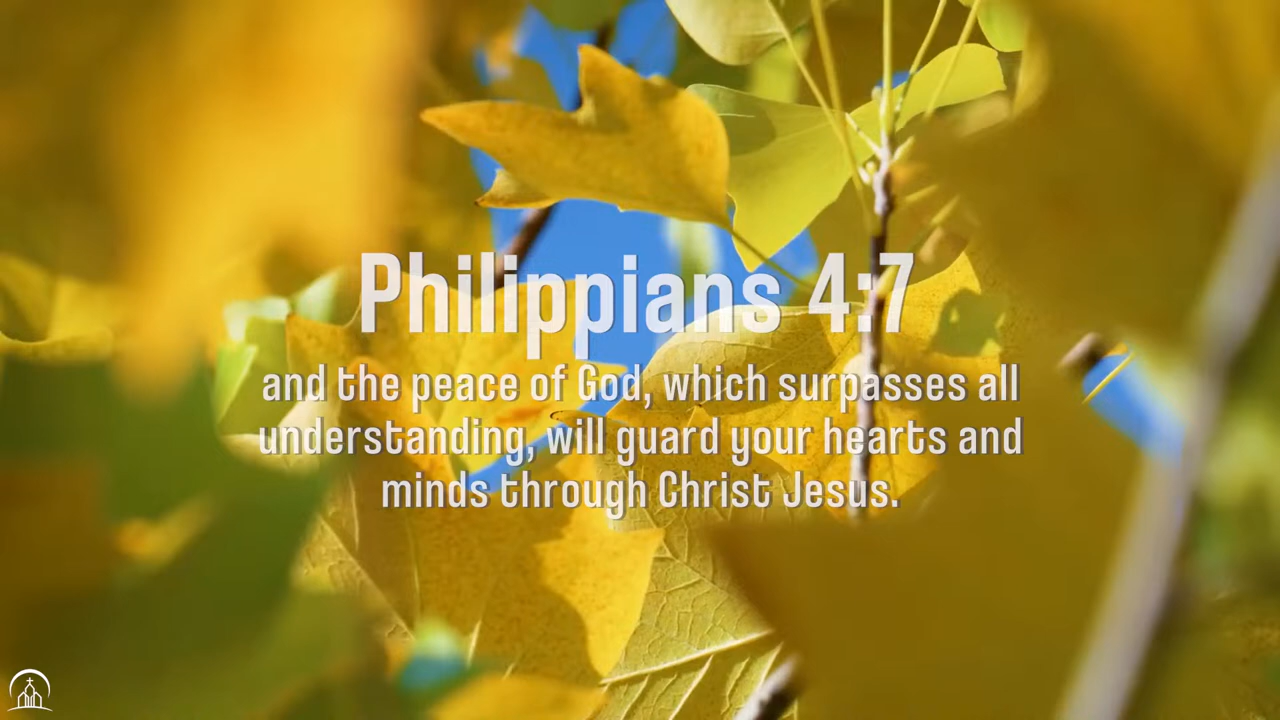 Philippians 4:7
and the peace of God, which surpasses all
understanding, will guard your hearts and
minds through Christ Jesus.